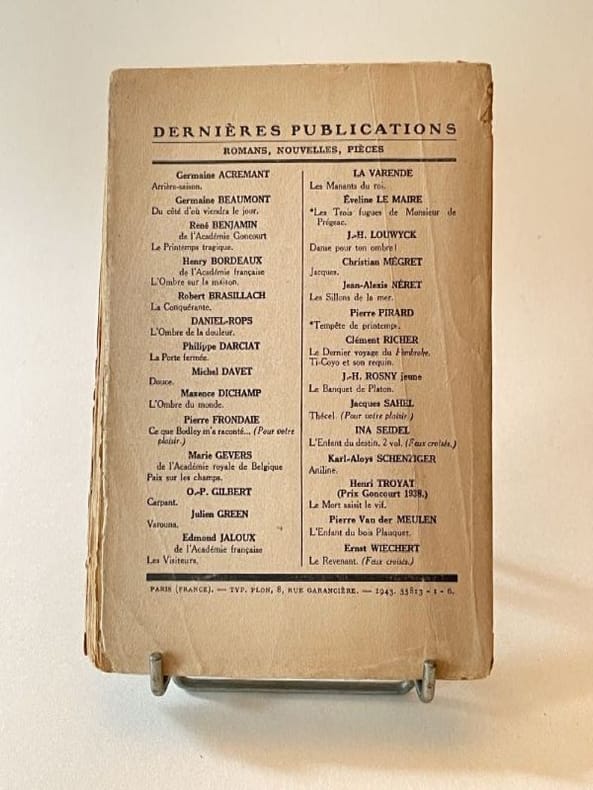 DERNIÈRES PUBLICATIONS
ROMANS, NOUVELLES, PIÈCES
Germaine ACREMANT
Arrière-saison.
Germaine BEAUMONT
Du côté d'où viendra le jour.
René BENJAMIN
de l'Académie Goncourt
Le Printemps tragique.
Henry BORDEAUX
de l'Académie française
L'Ombre sur la maison.
Robert BRASILLACH
La Conquérante.
DANIEL-ROPS
L'Ombre de la douleur.
Philippe DARCIAT
La Porte fermée.
Michel DAVET
Douce.
Maxence DICHAMP
L'Ombre du monde.
Pierre FRONDAIE
Ce que Bodley m'a raconté... (Pour votre
plaisir.)
Marie GEVERS
de l'Académie royale de Belgique
Paix sur les champs.
O.-P. GILBERT
Carpant.
Julien GREEN
Varouna.
Edmond JALOUX
de l'Académie française
Les Visiteurs.
LA VARENDE
Les Manants du roi.
Éveline LE MAIRE
*Les Trois fugues de Monsieur de
Prégeac.
J.-H. LOUWYCK
Danse pour ton ombre!
Christian MÉGRET
Jacques.
Jean-Alexis NÉRET
Les Sillons de la mer.
Pierre PIRARD
*Tempête de printemps.
Clément RICHER
Le Dernier voyage du
Ti-Coyo et son requin.
J.-H. ROSNY jeune
Le Banquet de Platon.
Jacques SAHEL
Thécel. (Pour votre plaisir.)
INA SEIDEL
L'Enfant du destin. 2 vol. (Feux croisés.)
Karl-Aloys SCHENZIGER
Aniline.
Henri TROYAT
(Prix Goncourt 1938.)
Le Mort saisit le vif.
Pierre Van der MEULEN
L'Enfant du bois Planquet.
Ernst WIECHERT
Le Revenant. (Feux croisés.)
PARIS (FRANCE). — TYP. PLON, 8, RUE GARANCIÈRE. — 1943. 55813 - 1 - 6.